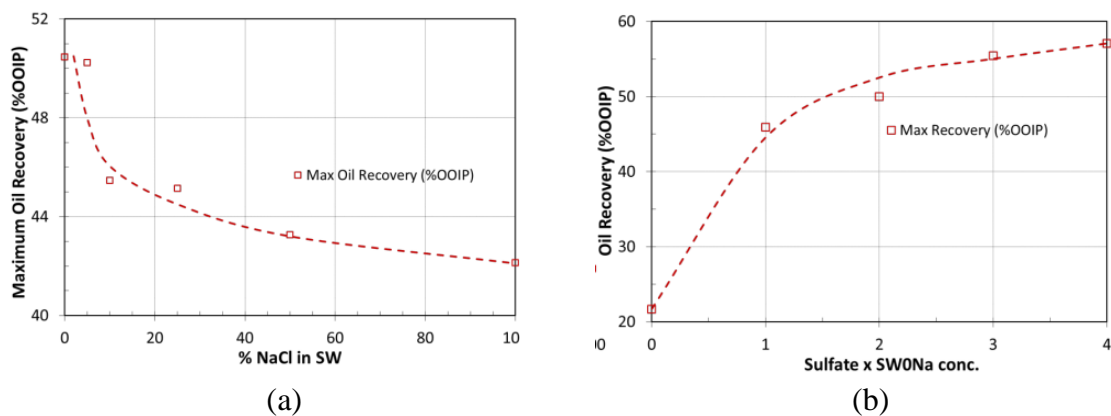 52
48
44
40
Maximum Oil Recovery (%OOIP)
Max Oil Recovery (%OOIP)
0 20 40 60 80 10
% NaCl in SW
(a)
60
50
40
30
20
Oil Recovery (%OOIP)
Max Recovery (%OOIP)
0 1 2 3 4
Sulfate x SW0Na conc.
(b)